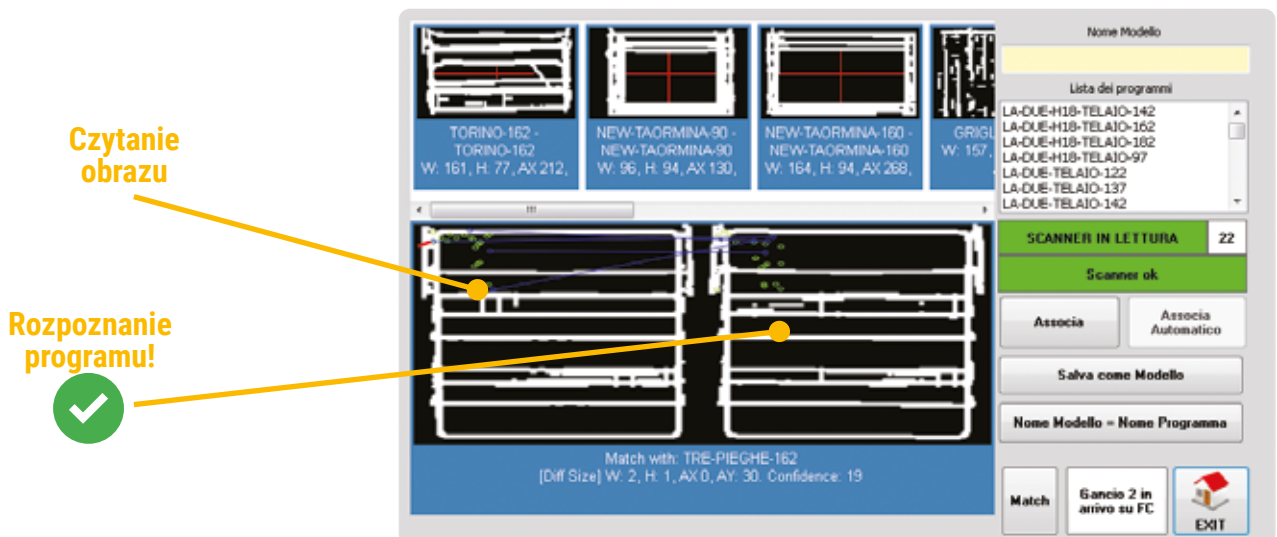 Czytanie
obrazu
Rozpoznanie
programu!
TORINO-162 -
TORINO-162
W: 161, H: 77, AX 212,
NEW-TAORMINA-90 -
NEW-TAORMINA-90
W: 96, H: 94, AX 130,
NEW-TAORMINA-160 -
NEW-TAORMINA-160
W: 164, H: 94, AX 268,
GRIGL
W: 157,
Match with: TRE-PIEGHE-162
[Diff Size] W: 2, H: 1, AX 0, AY: 30. Confidence: 19
Nome Modello
Lista dei programmi
LA-DUE-H18-TELAIO-142
LA-DUE-H18-TELAIO-162
LA-DUE-H18-TELAIO-182
LA-DUE-H18-TELAIO-97
LA-DUE-TELAIO-122
LA-DUE-TELAIO-137
LA-DUE-TELAIO-142
SCANNER IN LETTURA 22
Scanner ok
Associa
Associa
Automatico
Salva come Modello
Nome Modello = Nome Programma
Match
Gancio 2 in
arrivo su FC
EXIT